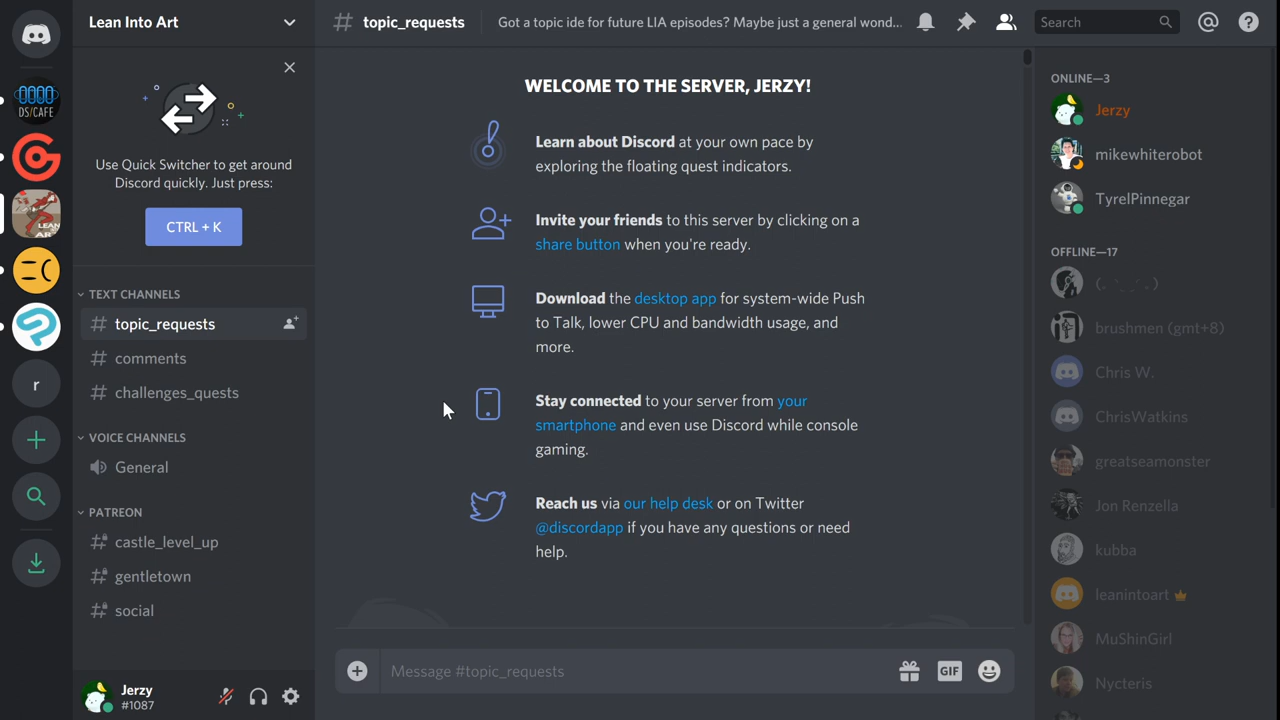 Lean Into Art
topic_requests
Got a topic ide for future LIA episodes? Maybe just a general wond...
Search
DS/CAFE
LEAN
r
Use Quick Switcher to get around
Discord quickly. Just press:
CTRL + K
TEXT CHANNELS
topic_requests
comments
challenges_quests
VOICE CHANNELS
General
PATREON
castle_level_up
gentletown
social
Jerzy
#1087
WELCOME TO THE SERVER, JERZY!
Learn about Discord at your own pace by
exploring the floating quest indicators.
Invite your friends to this server by clicking on a
share button when you're ready.
Download the desktop app for system-wide Push
to Talk, lower CPU and bandwidth usage, and
more.
Stay connected to your server from your
smartphone and even use Discord while console
gaming.
Reach us via our help desk or on Twitter
@discordapp if you have any questions or need
help.
Message #topic_requests
GIF
ONLINE—3
Jerzy
mikewhiterobot
TyrelPinnegar
OFFLINE—17
brushmen (gmt+8)
Chris W.
ChrisWatkins
greatseamonster
Jon Renzella
kubba
leanintoart
MuShinGirl
Nycteris